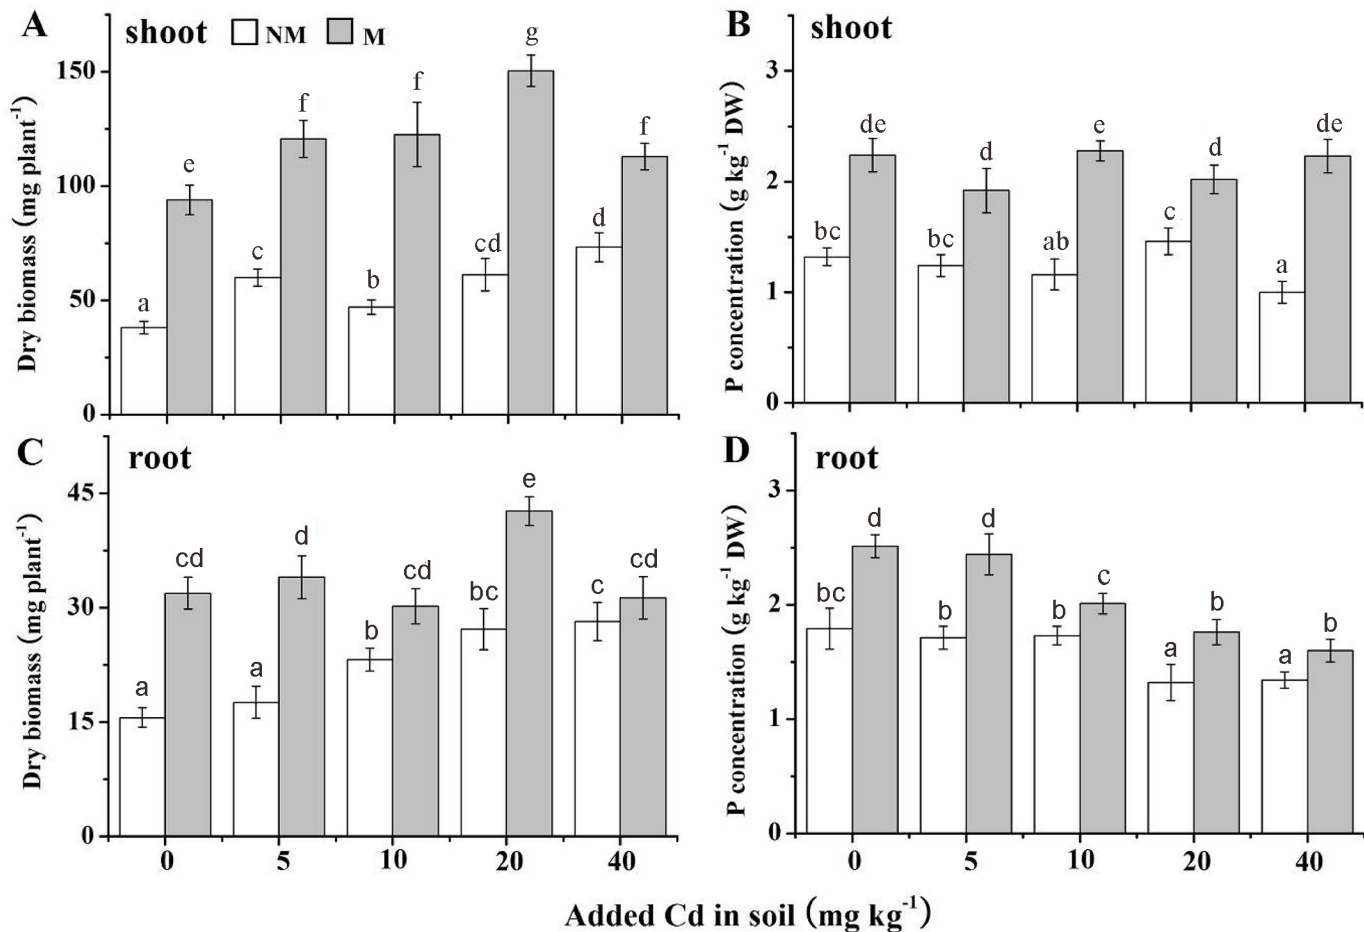 A shoot NM M
Dry biomass (mg plant-1)
150
100
50
0
a e c f b f cd g d f
B shoot
P concentration (g kg-1 DW)
3
2
1
0
bc de bc d ab e c d a de
C root
Dry biomass (mg plant-1)
45
30
15
0
a cd a d b cd bc e c cd
0 5 10 20 40
D root
P concentration (g kg-1 DW)
3
2
1
0
bc d b d b c a b a b
0 5 10 20 40
Added Cd in soil (mg kg-1)